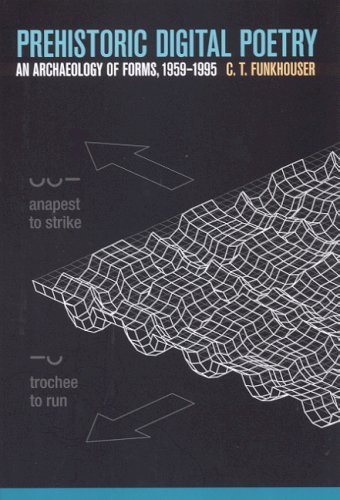 PREHISTORIC DIGITAL POETRY
AN ARCHAEOLOGY OF FORMS, 1959–1995 C. T. FUNKHOUSER
anapest
to strike
trochee
to run